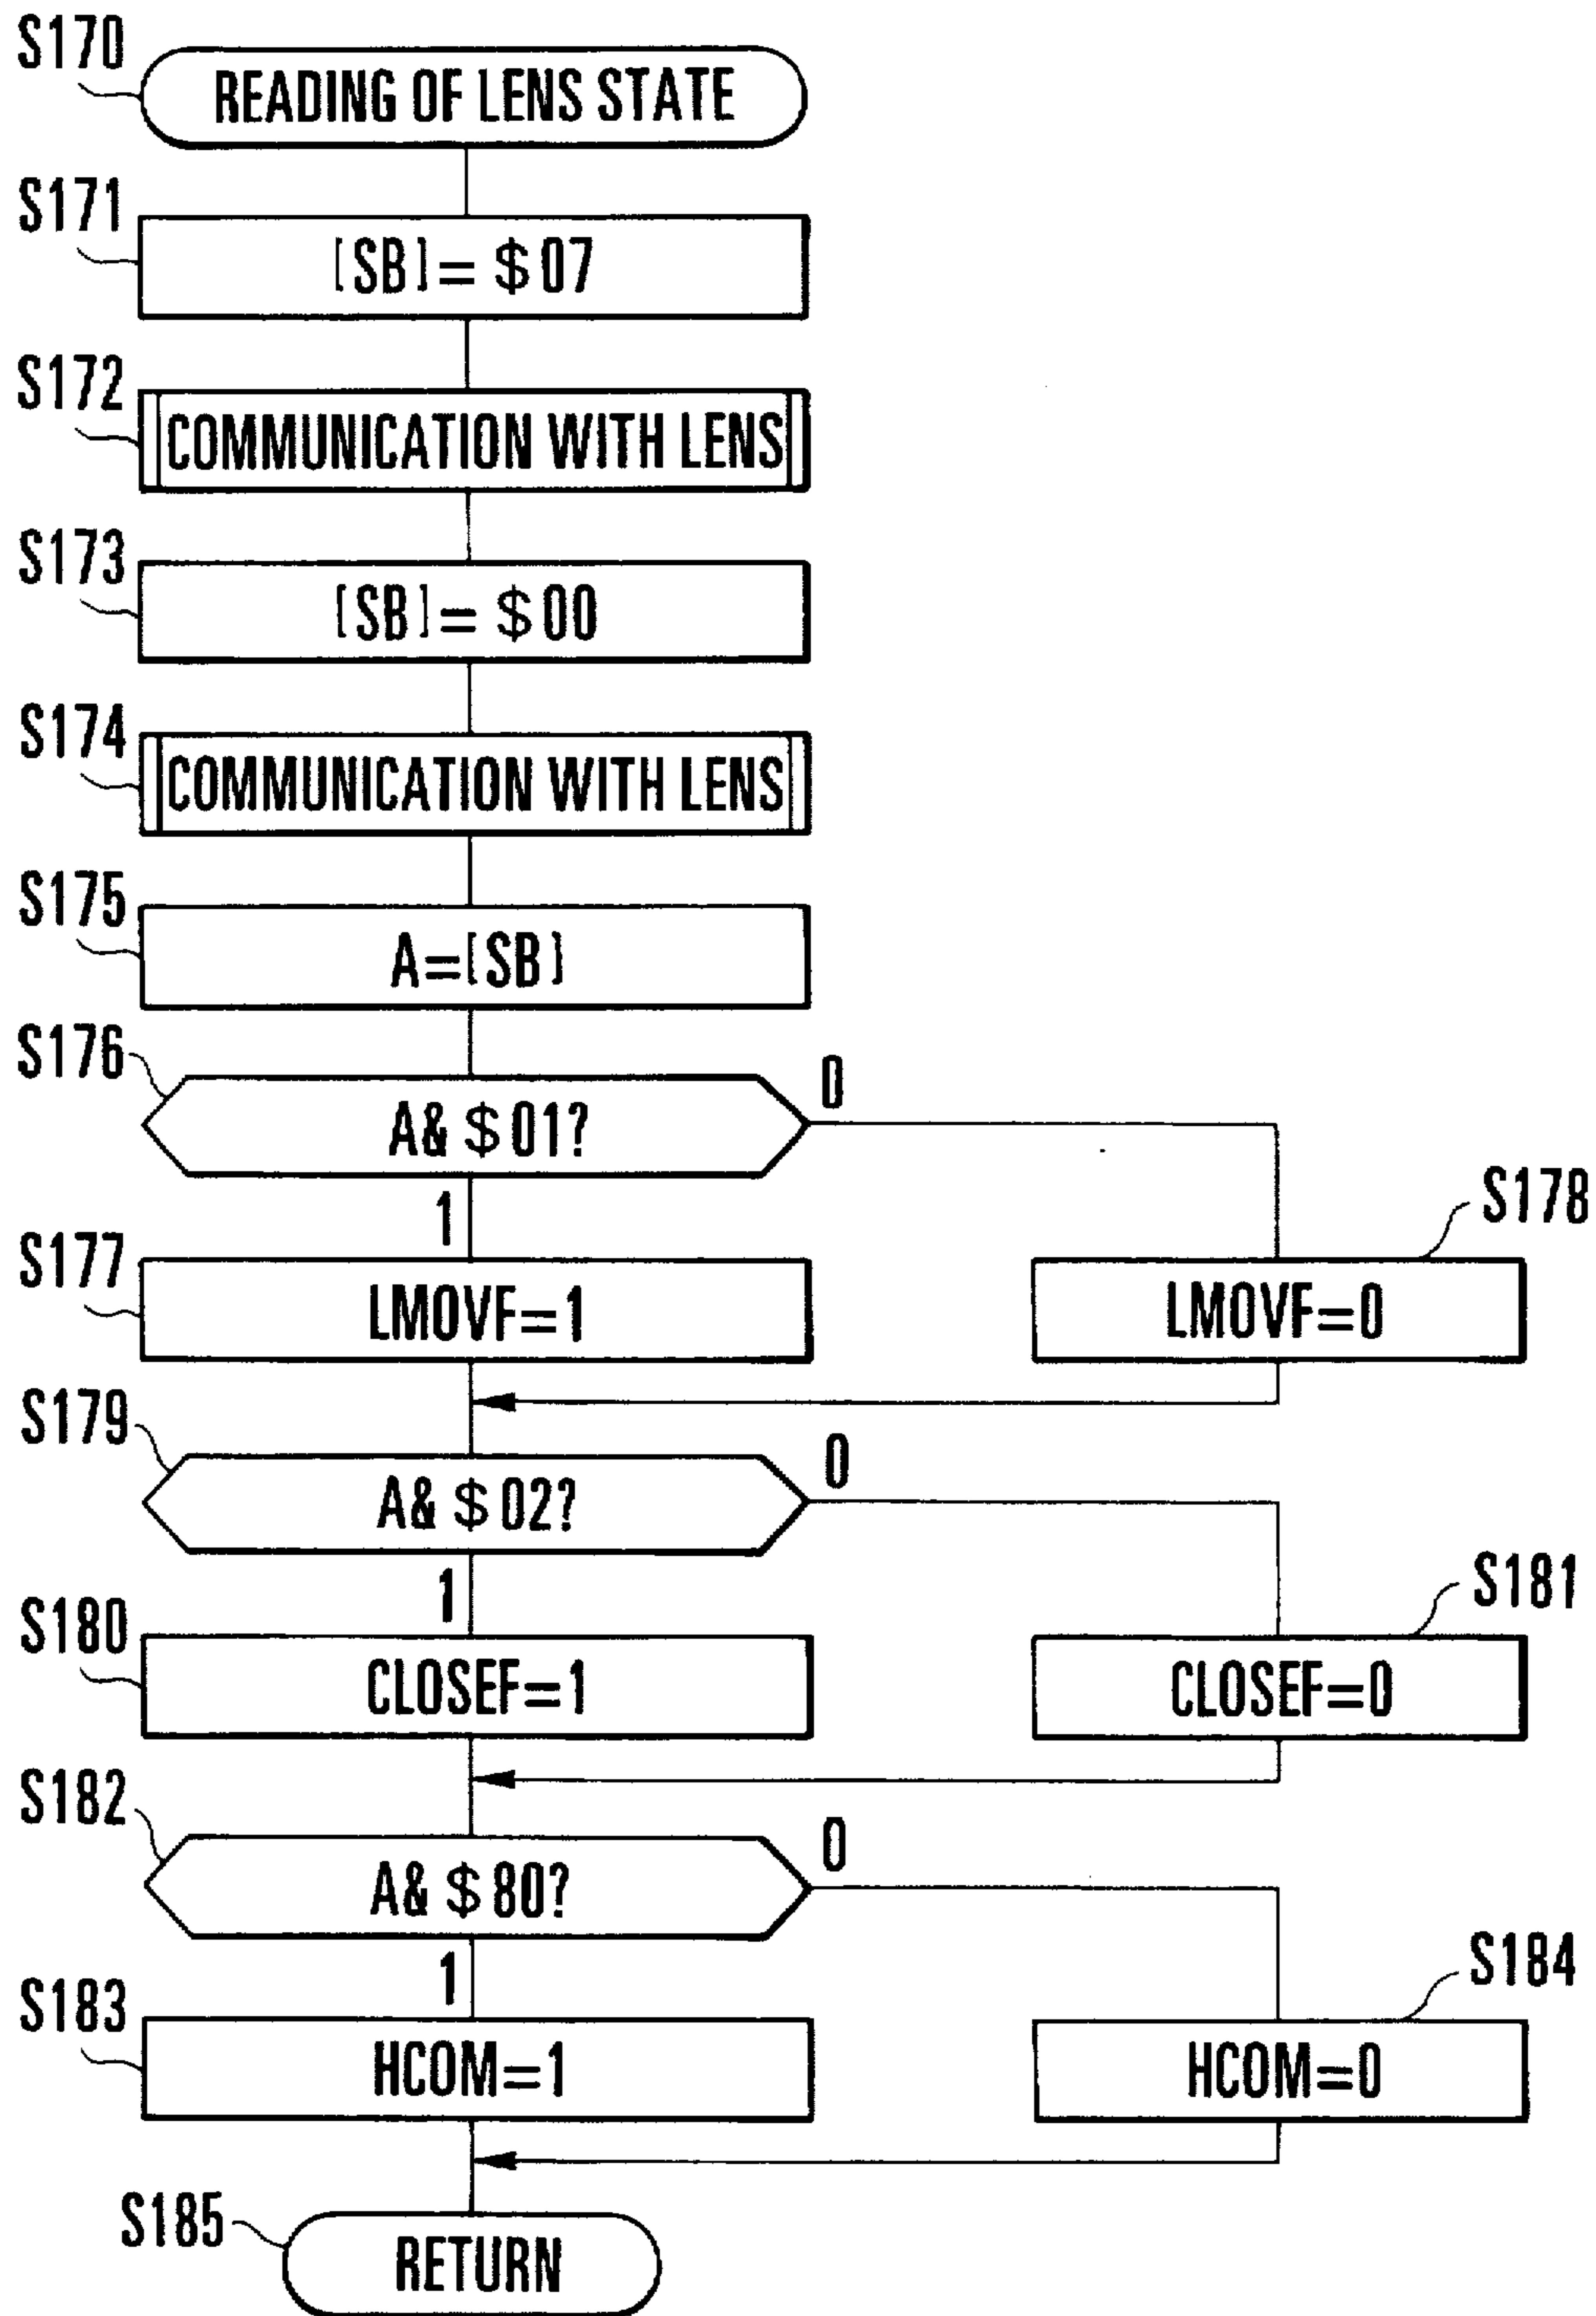 S170
READING OF LENS STATE
S171
[SB]= $07
S172
COMMUNICATION WITH LENS
S173
[SB]= $00
S174
COMMUNICATION WITH LENS
S175
A=[SB]
S176
A& $01?
0
1
S178
S177
LMOVF=1
LMOVF=0
S179
A& $02?
0
1
S181
S180
CLOSEF=1
CLOSEF=0
S182
A& $80?
0
1
S184
S183
HCOM=1
HCOM=0
S185
RETURN